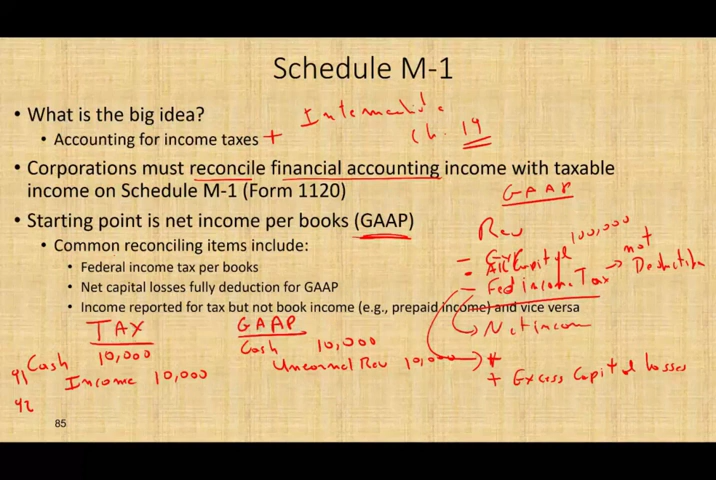 Schedule M-1
• What is the big idea?
• Accounting for income taxes +
Intermediate
Ch. 19
• Corporations must reconcile financial accounting income with taxable
income on Schedule M-1 (Form 1120)
• Starting point is net income per books (GAAP)
• Common reconciling items include:
• Federal income tax per books
• Net capital losses fully deduction for GAAP
• Income reported for tax but not book income (e.g., prepaid income) and vice versa
GAAP
Rev
100,000
- All Capital
- Fed income Tax → not Deductible
Net income
+
+ Excess Capital Losses
TAX
Y1 Cash 10,000
Income 10,000
Y2
GAAP
Cash 10,000
Unearned Rev 10,000
85